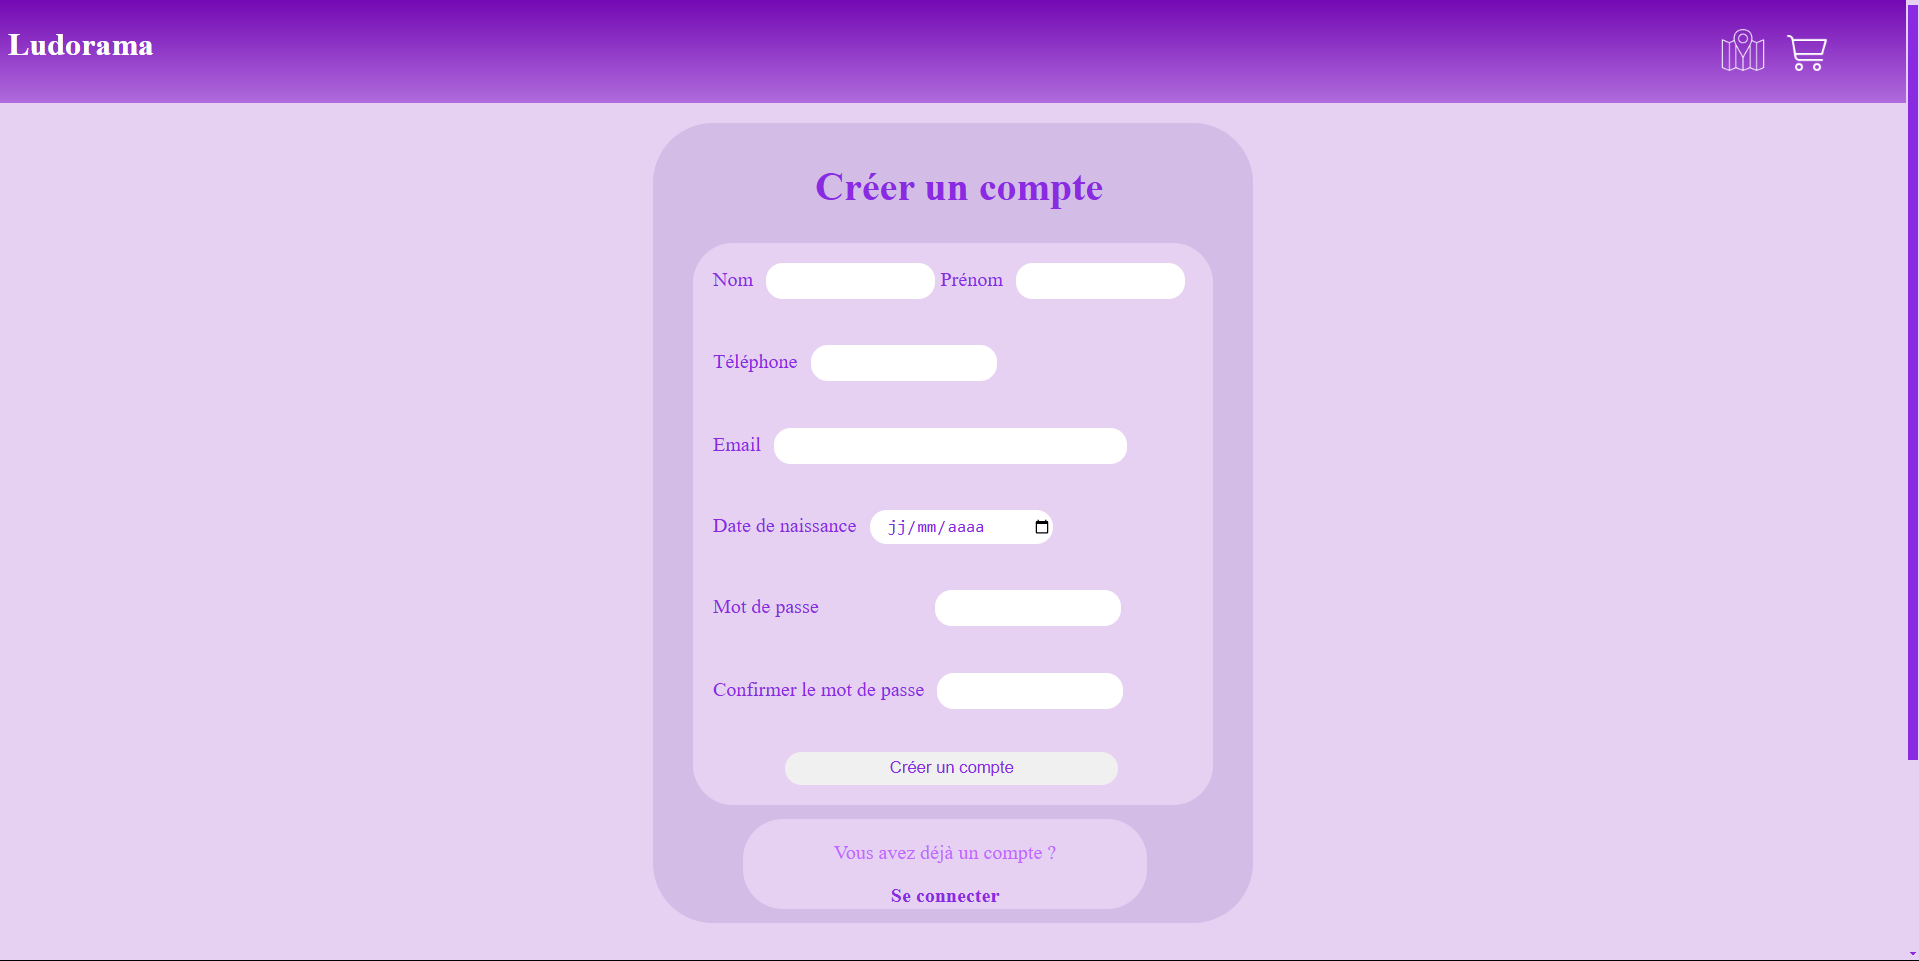 Ludorama
Créer un compte
Nom Prénom
Téléphone
Email
Date de naissance jj/mm/aaaa
Mot de passe
Confirmer le mot de passe
Créer un compte
Vous avez déjà un compte ?
Se connecter